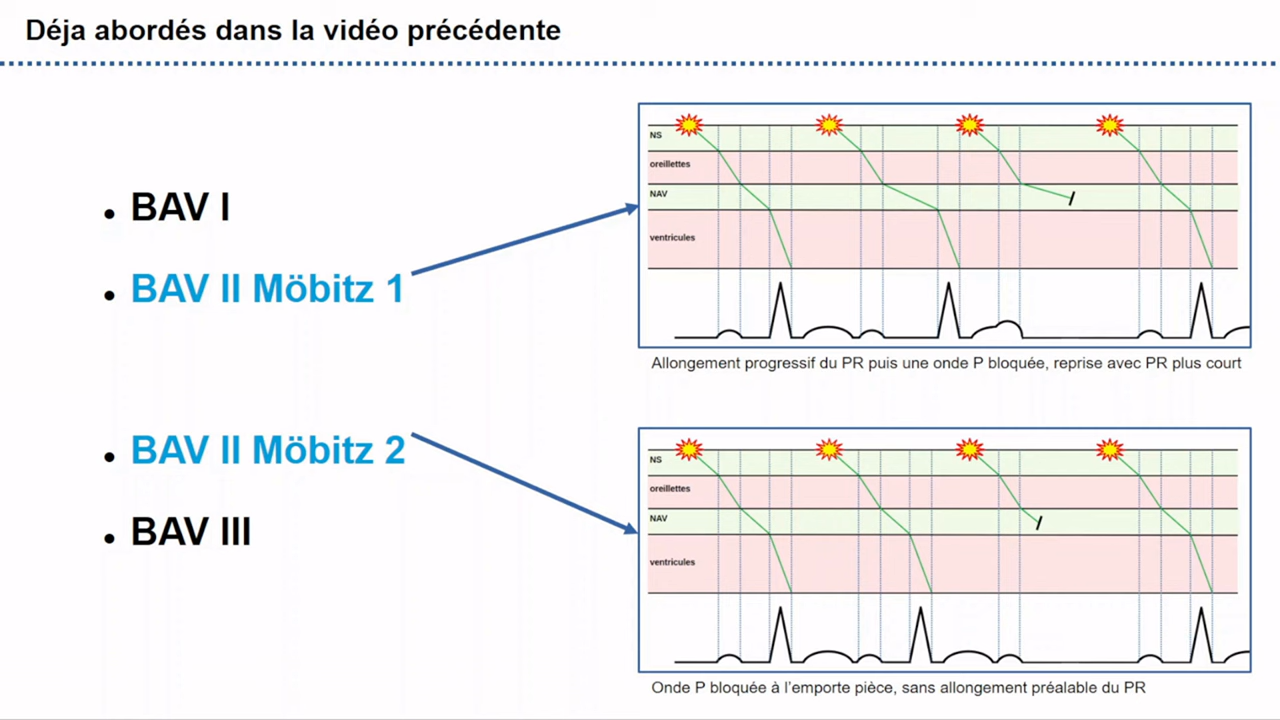 Déja abordés dans la vidéo précédente
• BAV I
• BAV II Möbitz 1
• BAV II Möbitz 2
• BAV III
NS
oreillettes
NAV
ventricules
Allongement progressif du PR puis une onde P bloquée, reprise avec PR plus court
NS
oreillettes
NAV
ventricules
Onde P bloquée à l'emporte pièce, sans allongement préalable du PR